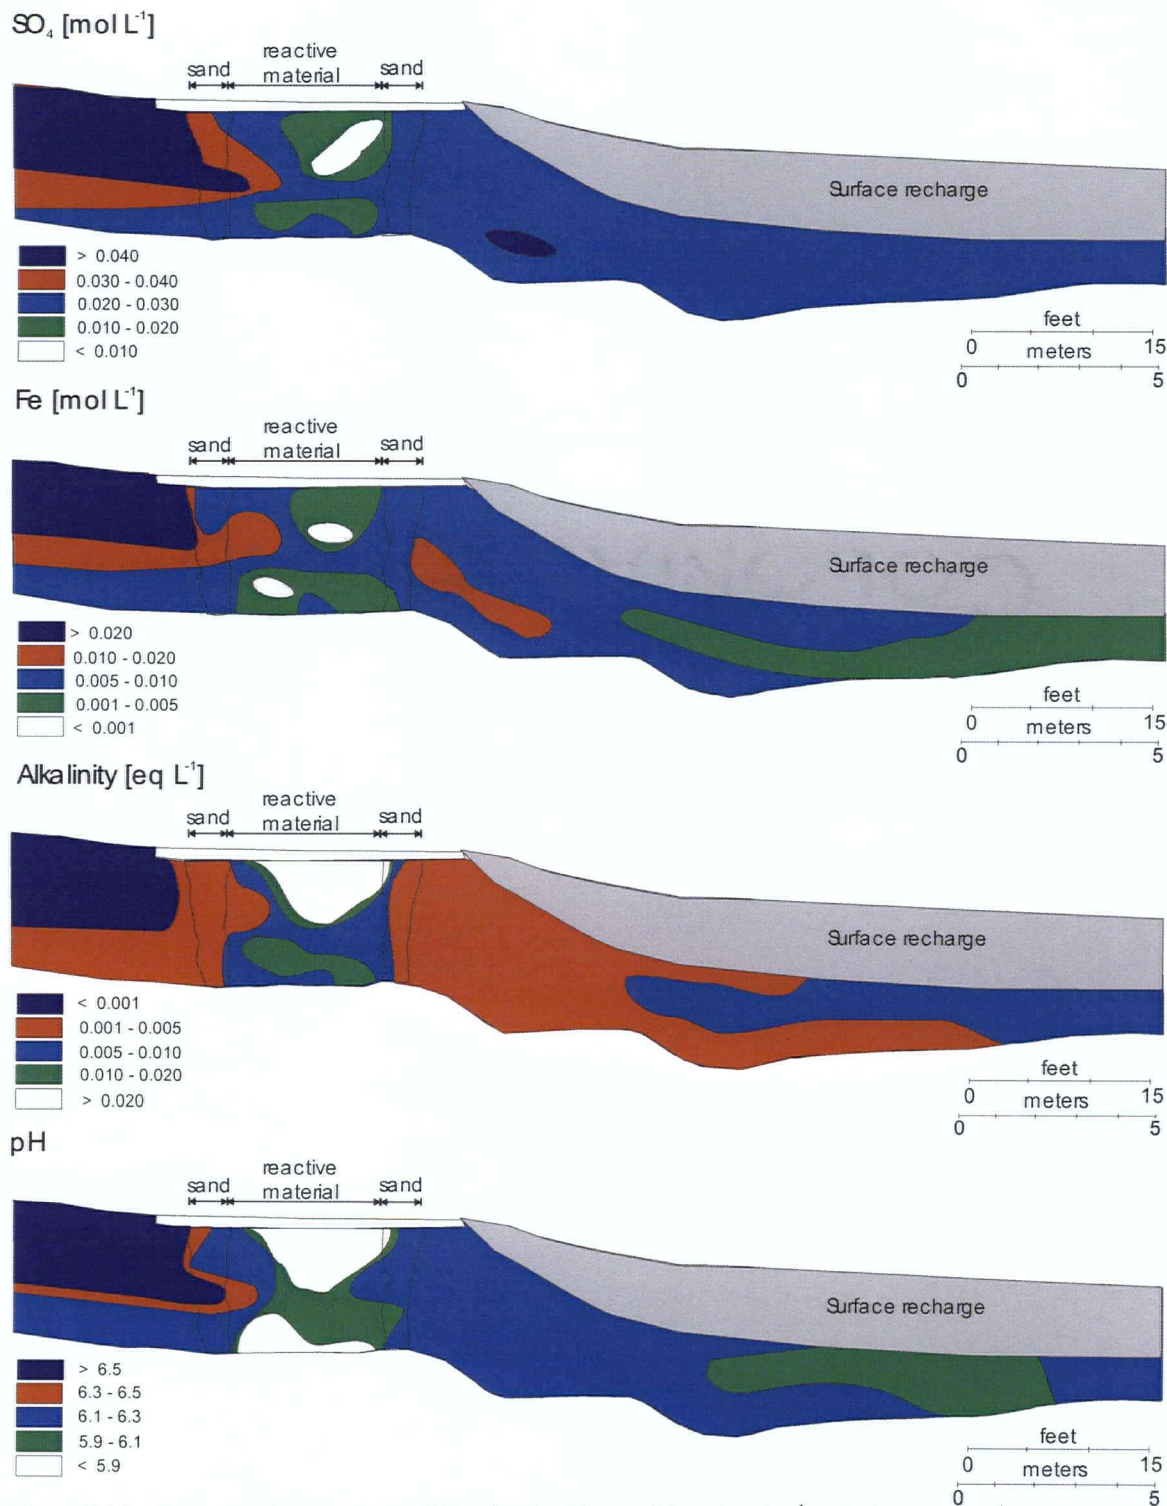 SO₄ [mol L⁻¹]
sand
reactive
material
sand
Surface recharge
> 0.040
0.030 - 0.040
0.020 - 0.030
0.010 - 0.020
< 0.010
feet
0 15
meters
0 5
Fe [mol L⁻¹]
sand
reactive
material
sand
Surface recharge
> 0.020
0.010 - 0.020
0.005 - 0.010
0.001 - 0.005
< 0.001
feet
0 15
meters
0 5
Alkalinity [eq L⁻¹]
sand
reactive
material
sand
Surface recharge
< 0.001
0.001 - 0.005
0.005 - 0.010
0.010 - 0.020
> 0.020
feet
0 15
meters
0 5
pH
sand
reactive
material
sand
Surface recharge
> 6.5
6.3 - 6.5
6.1 - 6.3
5.9 - 6.1
< 5.9
feet
0 15
meters
0 5